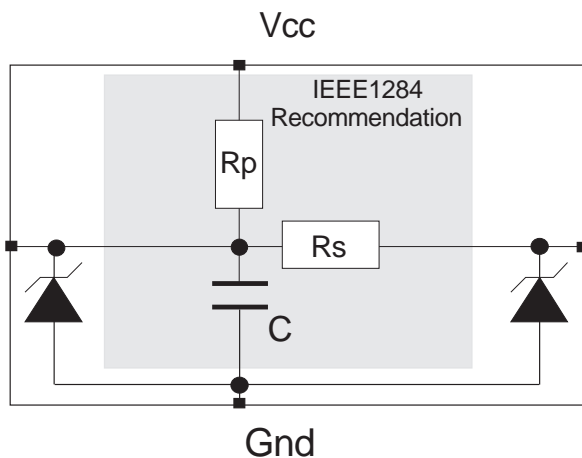 Vcc
IEEE1284
Recommendation
Rp
Rs
C
Gnd